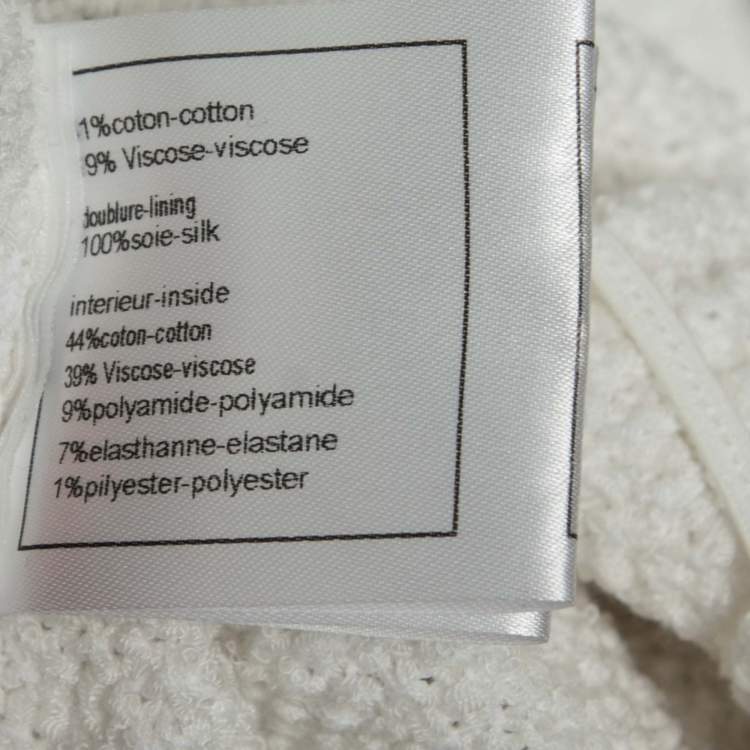 1%coton-cotton
9% Viscose-viscose
doublure-lining
100%soie-silk
interieur-inside
44%coton-cotton
39% Viscose-viscose
9%polyamide-polyamide
7%elasthanne-elastane
1%pilyester-polyester